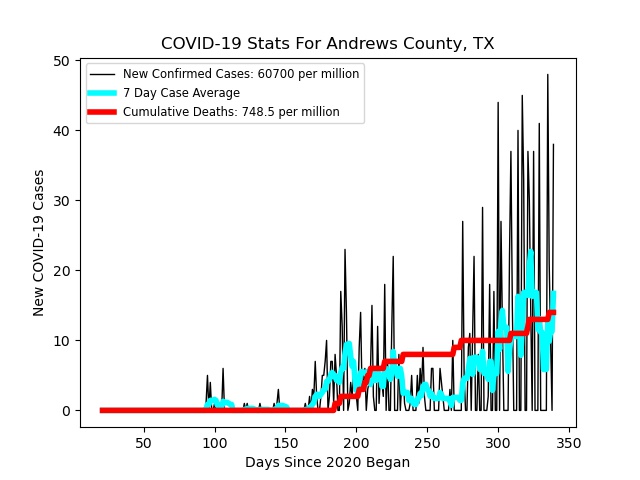 COVID-19 Stats For Andrews County, TX
New Confirmed Cases: 60700 per million
7 Day Case Average
Cumulative Deaths: 748.5 per million
50
40
30
20
10
0
New COVID-19 Cases
50 100 150 200 250 300 350
Days Since 2020 Began